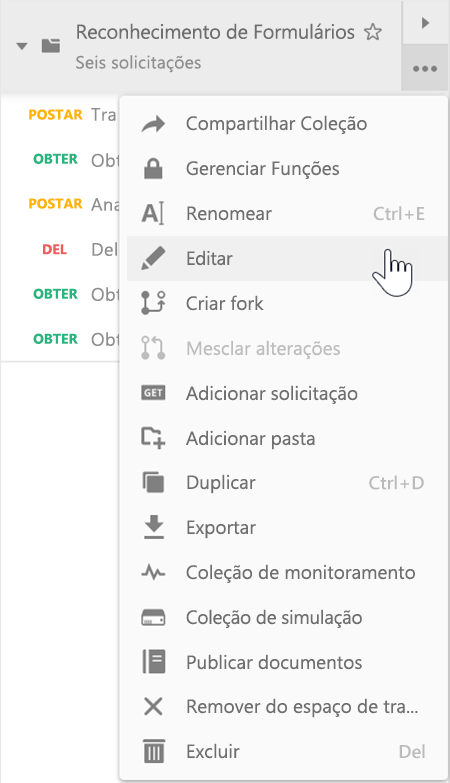 Reconhecimento de Formulários
Seis solicitações
POSTAR Tra
OBTER Obt
POSTAR Ana
DEL Del
OBTER Obt
OBTER Obt
Compartilhar Coleção
Gerenciar Funções
Renomear Ctrl+E
Editar
Criar fork
Mesclar alterações
GET Adicionar solicitação
Adicionar pasta
Duplicar Ctrl+D
Exportar
Coleção de monitoramento
Coleção de simulação
Publicar documentos
Remover do espaço de tra...
Excluir Del